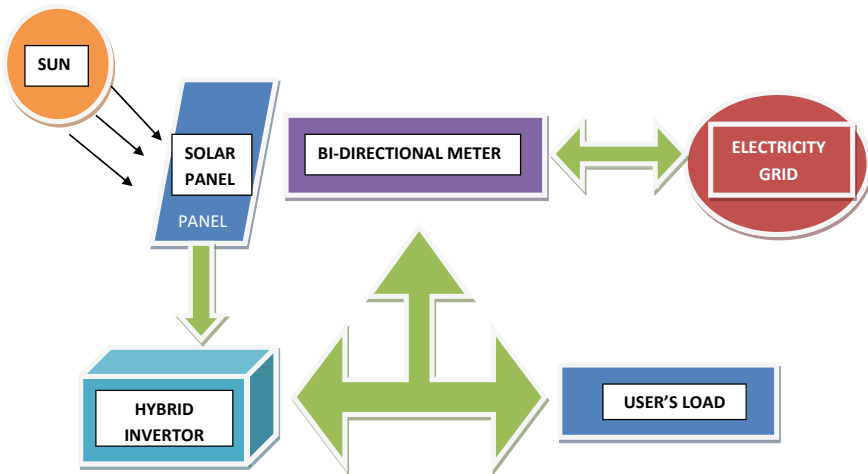 SUN
SOLAR
PANEL
PANEL
BI-DIRECTIONAL METER
ELECTRICITY
GRID
HYBRID
INVERTOR
USER'S LOAD